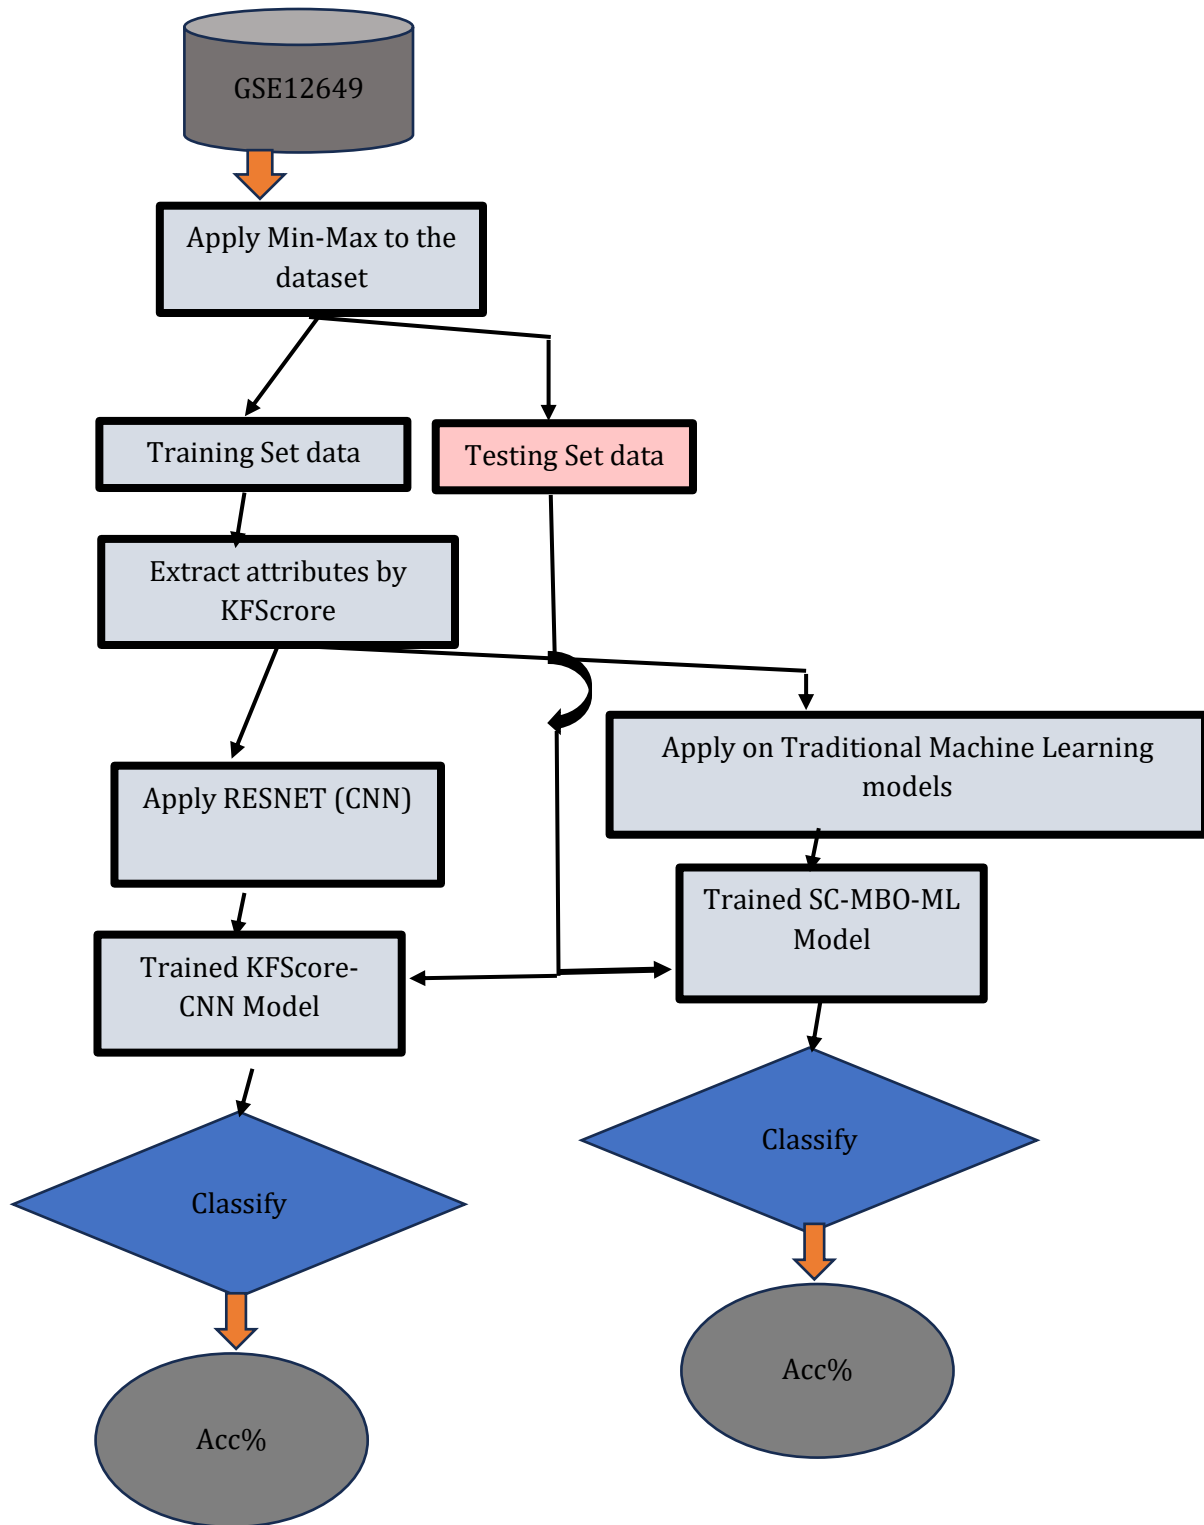 GSE12649
Apply Min-Max to the
dataset
Training Set data
Testing Set data
Extract attributes by
KFScrore
Apply on Traditional Machine Learning
models
Apply RESNET (CNN)
Trained SC-MBO-ML
Model
Trained KFScore-
CNN Model
Classify
Classify
Acc%
Acc%